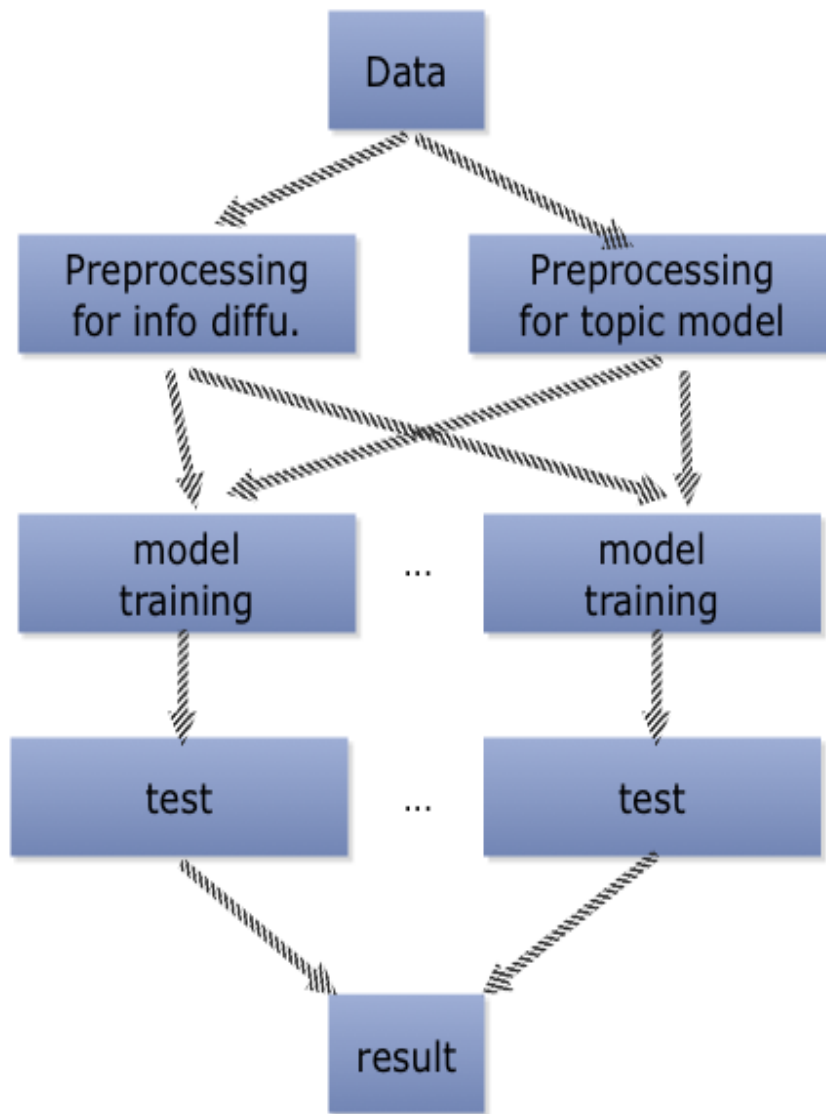 Data
Preprocessing
for info diffu.
Preprocessing
for topic model
model
training
...
model
training
test
...
test
result